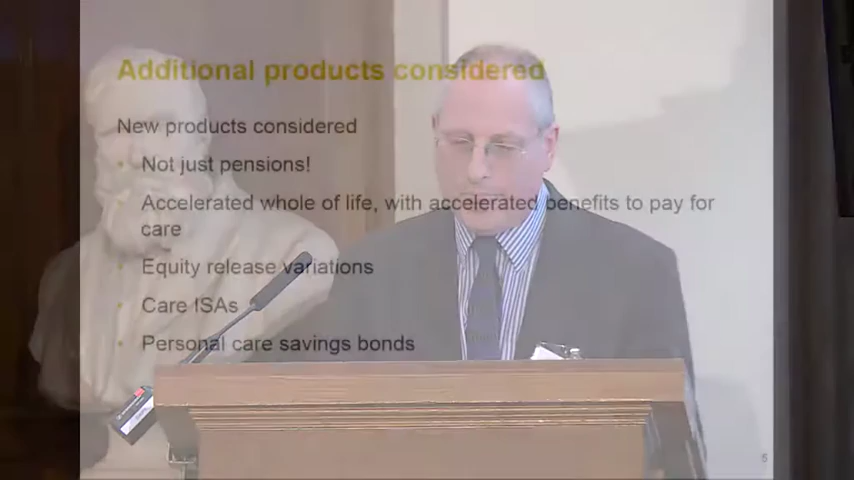 Additional products considered
New products considered
• Not just pensions!
• Accelerated whole of life, with accelerated benefits to pay for
care
• Equity release variations
• Care ISAs
• Personal care savings bonds
5